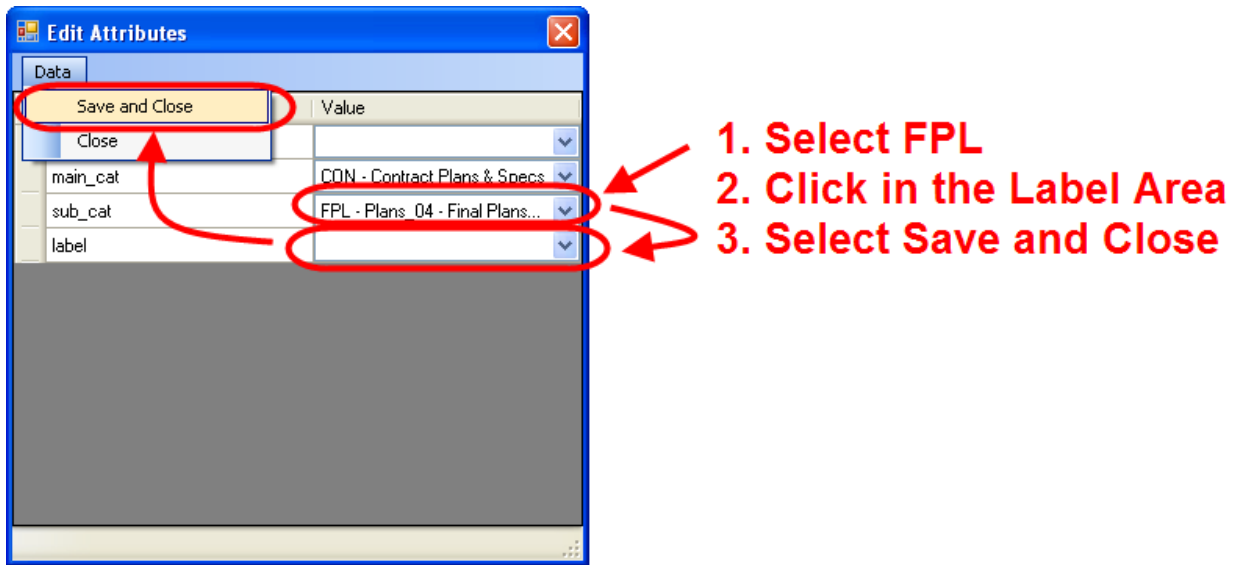 Edit Attributes
Data
Save and Close
Value
Close
main_cat
CON - Contract Plans & Specs
sub_cat
FPL - Plans_04 - Final Plans...
label
1. Select FPL
2. Click in the Label Area
3. Select Save and Close